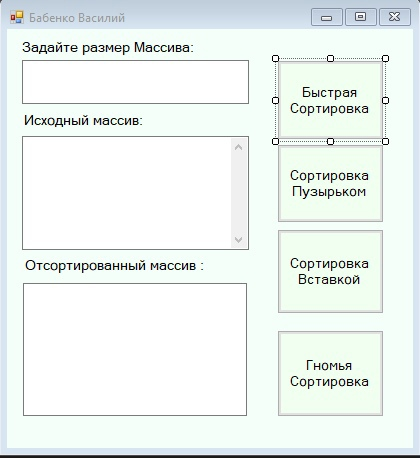 Бабенко Василий
Задайте размер Массива:
Быстрая
Сортировка
Исходный массив:
Сортировка
Пузырьком
Отсортированный массив :
Сортировка
Вставкой
Гномья
Сортировка